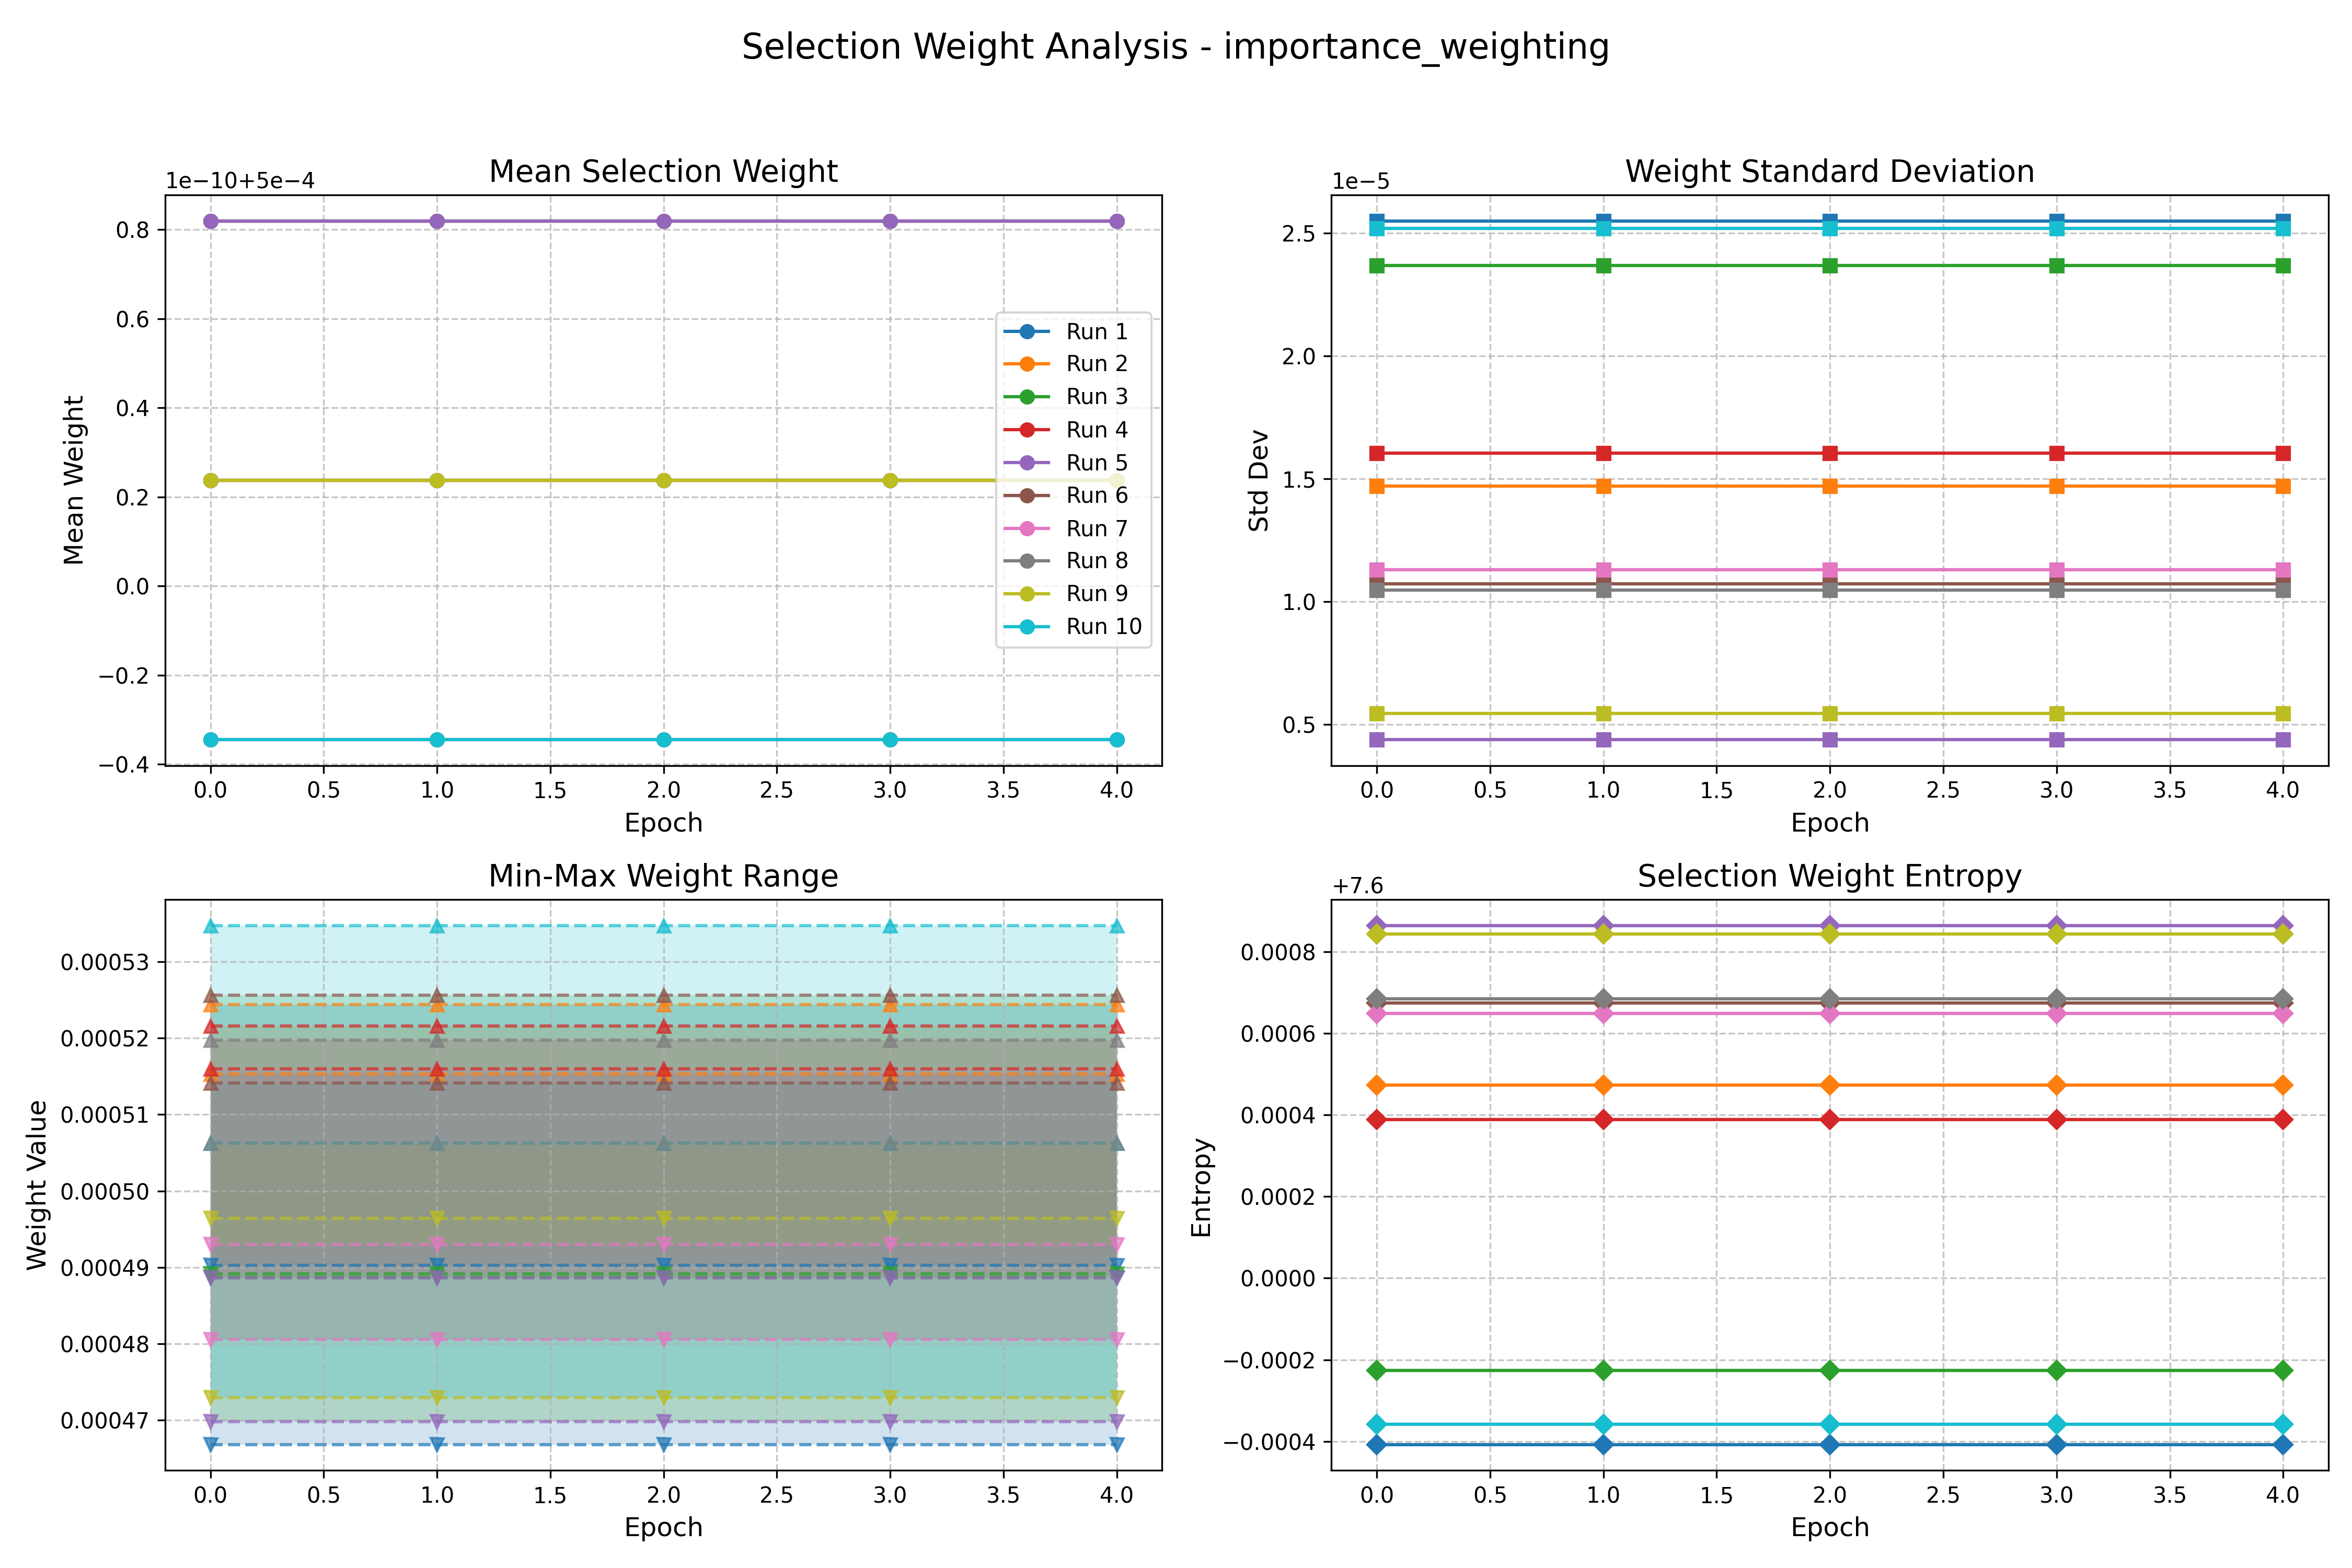 Selection Weight Analysis - importance_weighting
Mean Selection Weight
1e−10+5e−4
Mean Weight
0.8
0.6
0.4
0.2
0.0
−0.2
−0.4
Run 1
Run 2
Run 3
Run 4
Run 5
Run 6
Run 7
Run 8
Run 9
Run 10
0.0 0.5 1.0 1.5 2.0 2.5 3.0 3.5 4.0
Epoch
Weight Standard Deviation
1e−5
Std Dev
2.5
2.0
1.5
1.0
0.5
0.0 0.5 1.0 1.5 2.0 2.5 3.0 3.5 4.0
Epoch
Min-Max Weight Range
Weight Value
0.00053
0.00052
0.00051
0.00050
0.00049
0.00048
0.00047
0.0 0.5 1.0 1.5 2.0 2.5 3.0 3.5 4.0
Epoch
Selection Weight Entropy
+7.6
Entropy
0.0008
0.0006
0.0004
0.0002
0.0000
−0.0002
−0.0004
0.0 0.5 1.0 1.5 2.0 2.5 3.0 3.5 4.0
Epoch